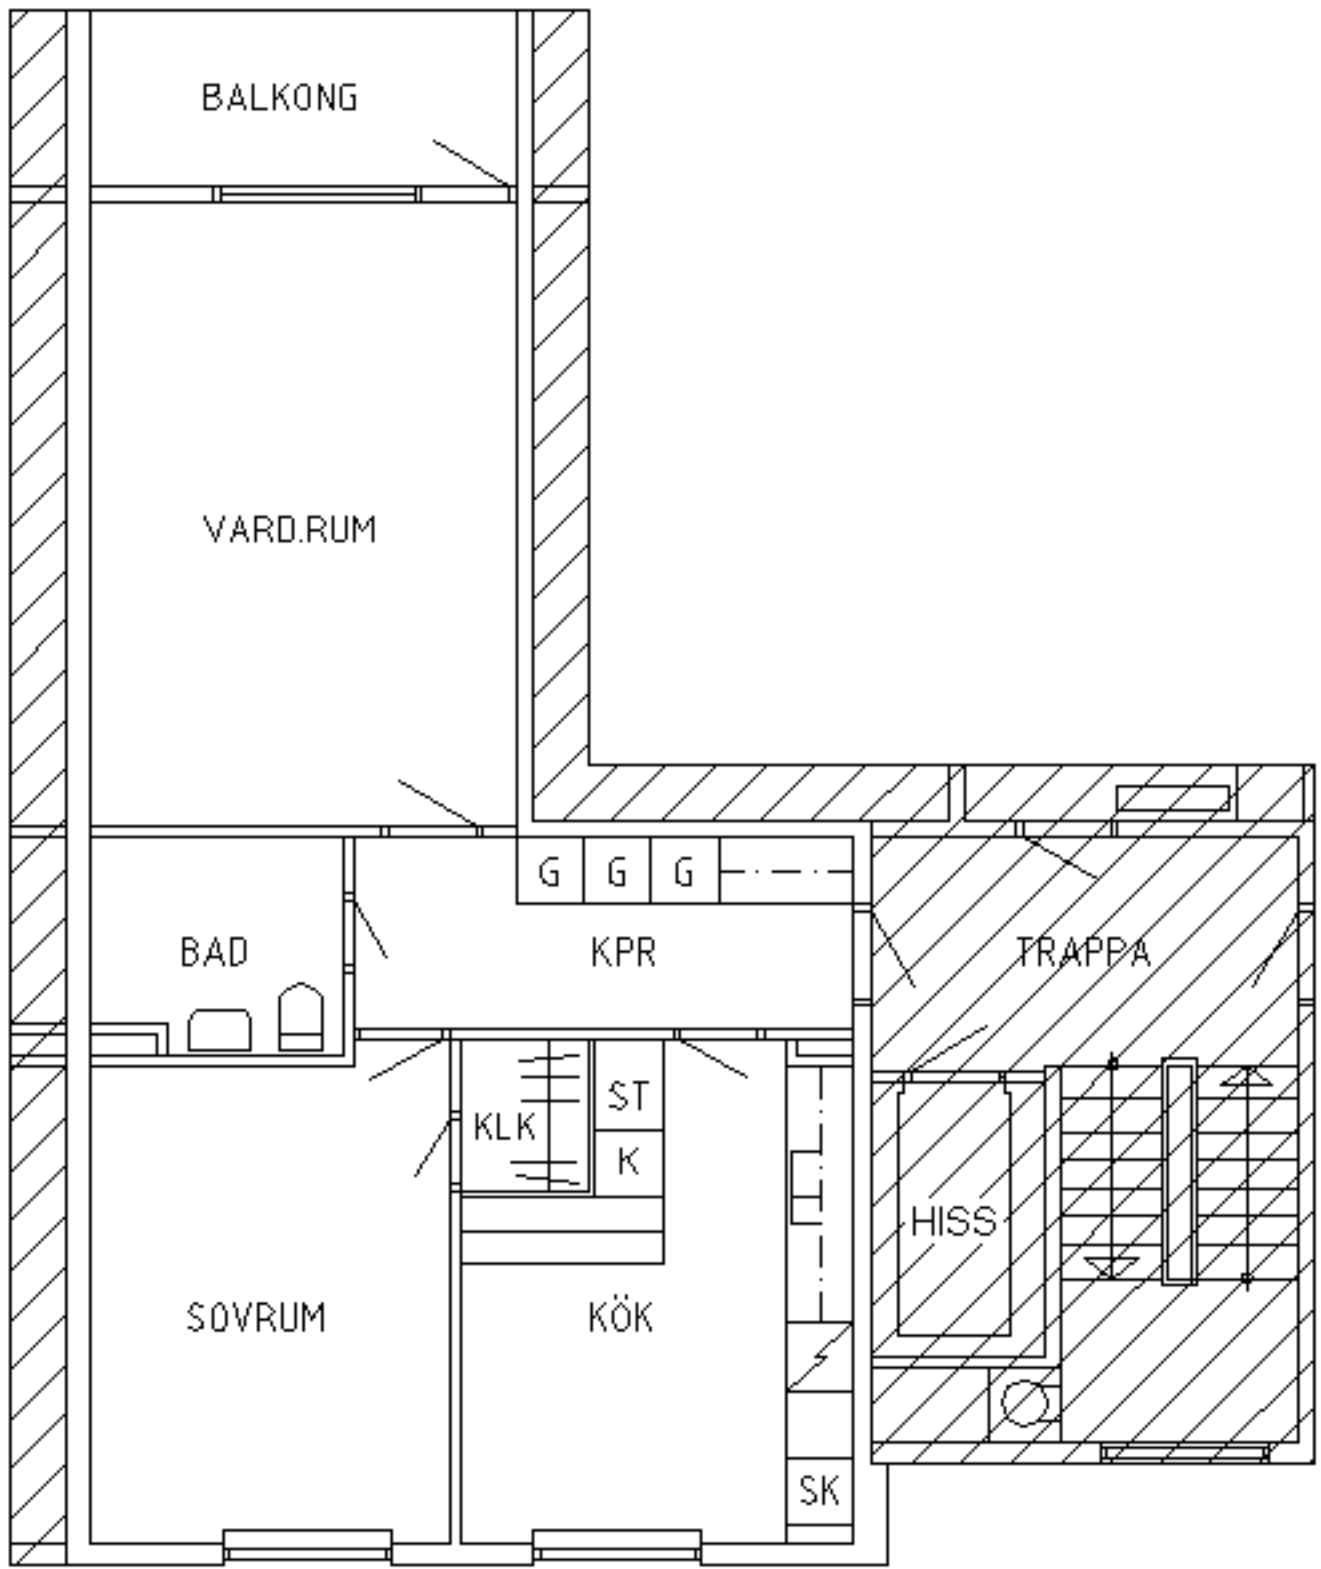 BALKONG
VARD.RUM
G G G
BAD
KPR
TRAPPA
ST
KLK
K
HISS
SOVRUM
KÖK
SK